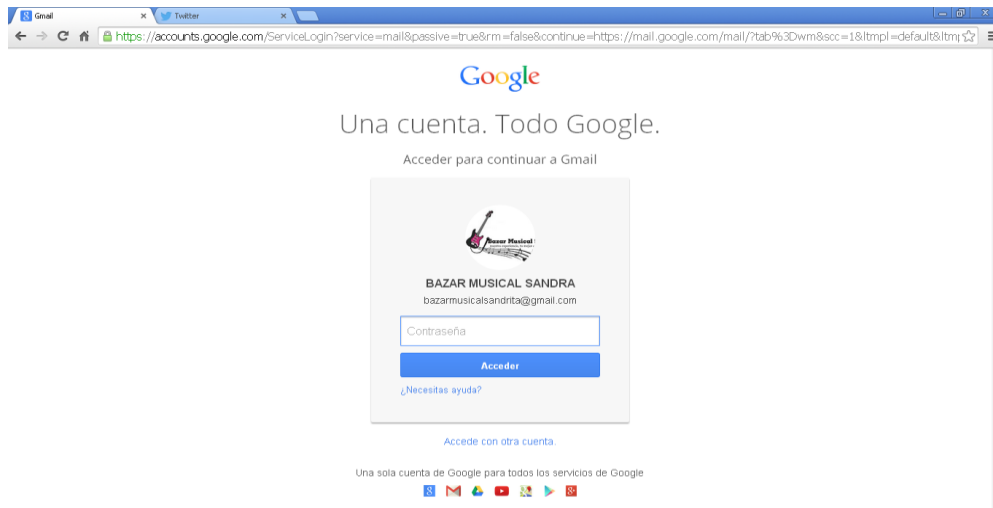 Gmail
Twitter
https://accounts.google.com/ServiceLogin?service=mail&passive=true&rm=false&continue=https://mail.google.com/mail/?tab%3Dwm&scc=1&ltmpl=default&ltmp
Google
Una cuenta. Todo Google.
Acceder para continuar a Gmail
Bazar Musical
BAZAR MUSICAL SANDRA
bazarmusicalsandrita@gmail.com
Contraseña
Acceder
¿Necesitas ayuda?
Accede con otra cuenta.
Una sola cuenta de Google para todos los servicios de Google